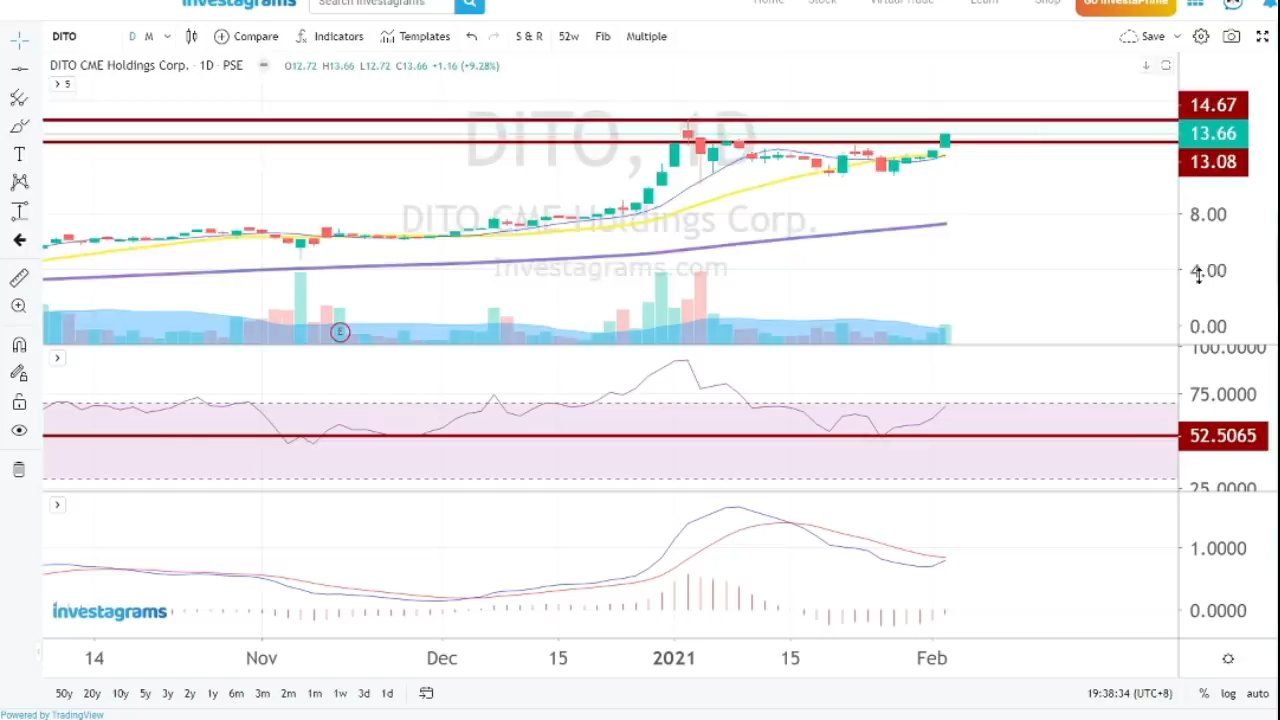 Investagrams
Search Investagrams
Home Stock Virtual Trade Learn Shop Go InvestaPrime
DITO D M Compare Indicators Templates S & R 52w Fib Multiple Save
DITO CME Holdings Corp. · 1D · PSE O12.72 H13.66 L12.72 C13.66 +1.16 (+9.28%)
5
DITO, 1D
DITO CME Holdings Corp.
Investagrams.com
14.67
13.66
13.08
8.00
4.00
0.00
E
100.0000
75.0000
52.5065
25.0000
1.0000
0.0000
Investagrams
14 Nov Dec 15 2021 15 Feb
50y 20y 10y 5y 3y 2y 1y 6m 3m 2m 1m 1w 3d 1d 19:38:34 (UTC+8) % log auto
Powered by TradingView